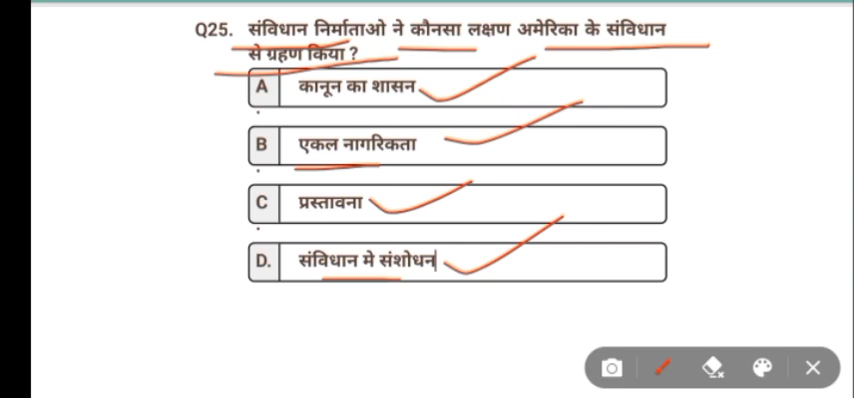 Q25. संविधान निर्माताओ ने कौनसा लक्षण अमेरिका के संविधान
से ग्रहण किया ?
A कानून का शासन
B एकल नागरिकता
C प्रस्तावना
D. संविधान मे संशोधन